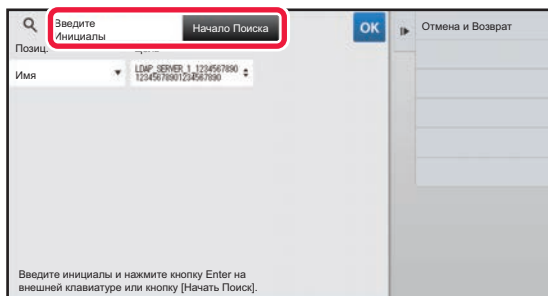 Введите
Инициалы
Начало Поиска
OK
Отмена и Возврат
Позиц.
Имя
LDAP_SERVER_1_1234567890
12345678901234567890
Введите инициалы и нажмите кнопку Enter на
внешней клавиатуре или кнопку [Начать Поиск].